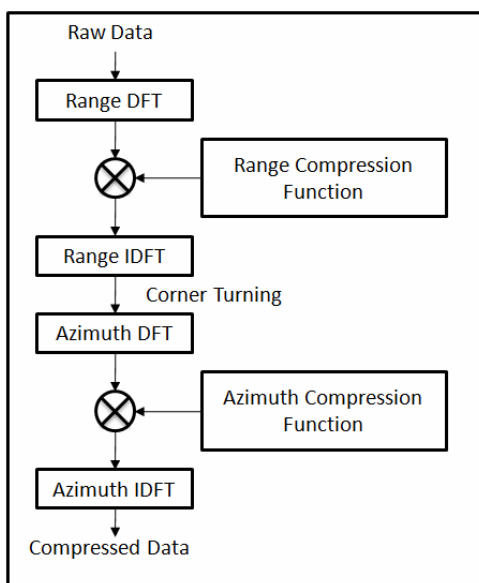 Raw Data
Range DFT
Range Compression
Function
Range IDFT
Corner Turning
Azimuth DFT
Azimuth Compression
Function
Azimuth IDFT
Compressed Data